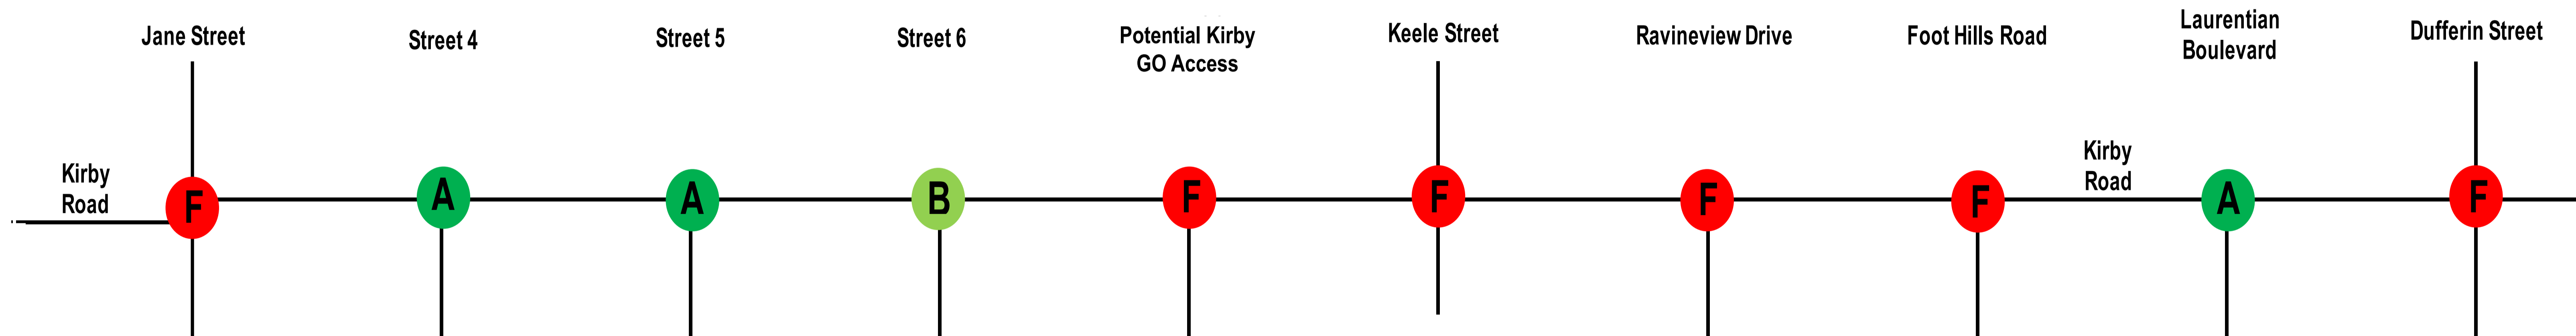 Jane Street
Street 4
Street 5
Street 6
Potential Kirby
GO Access
Keele Street
Ravineview Drive
Foot Hills Road
Laurentian
Boulevard
Dufferin Street
Kirby
Road
Kirby
Road
F
A
A
B
F
F
F
F
A
F